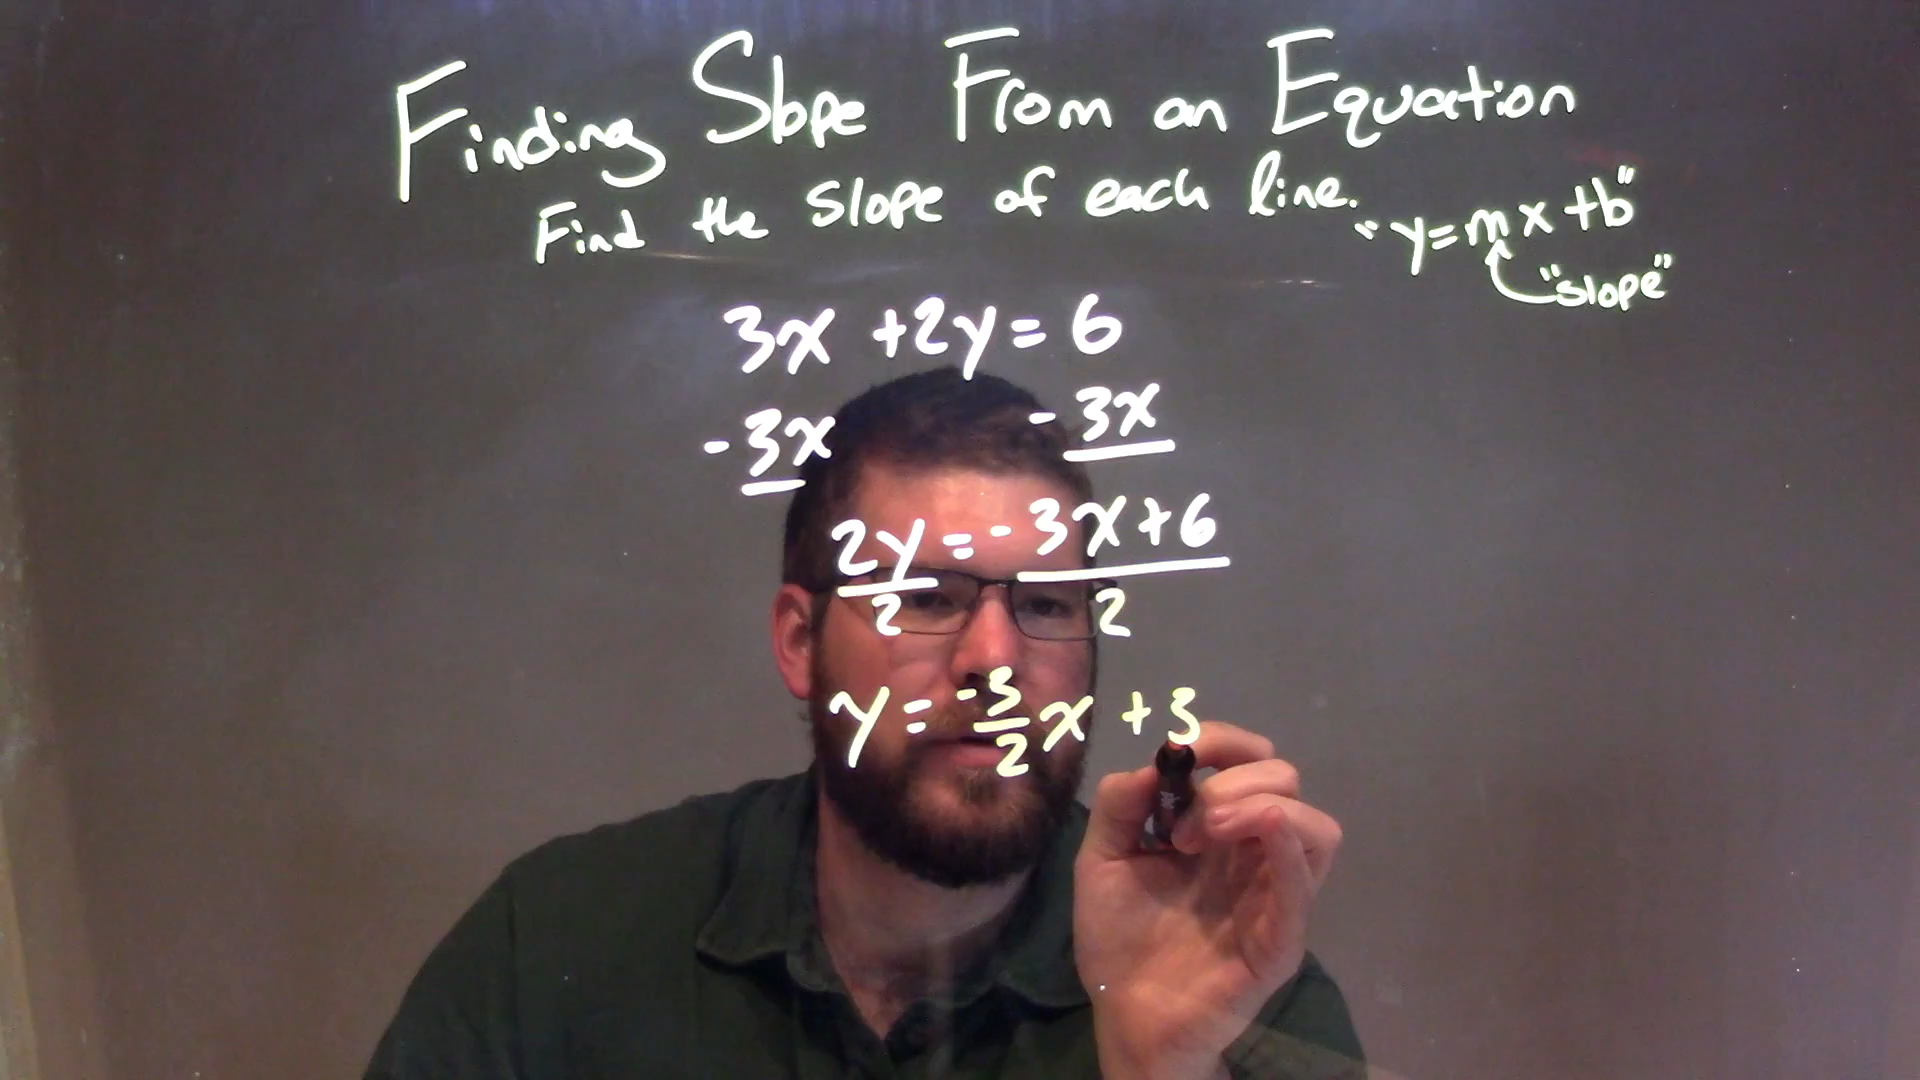 Finding Slope From an Equation
Find the slope of each line.
"y=mx+b"
"slope"
3x +2y=6
-3x -3x
2y=-3x+6
2 2
y=-3/2x+3